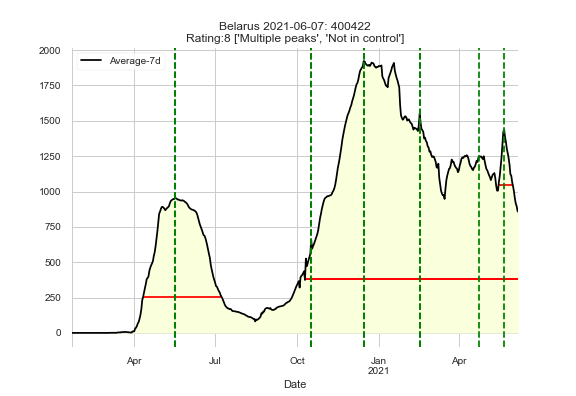 Belarus 2021-06-07: 400422
Rating:8 ['Multiple peaks', 'Not in control']
2000
Average-7d
1750
1500
1250
1000
750
500
250
0
Apr Jul Oct Jan Apr
2021
Date